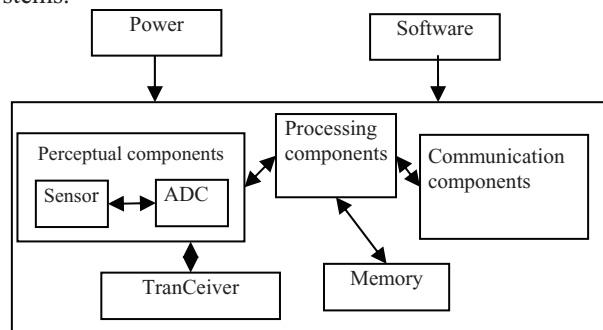 stems.
Power
Software
Processing
components
Perceptual components
Communication
components
Sensor
ADC
TranCeiver
Memory